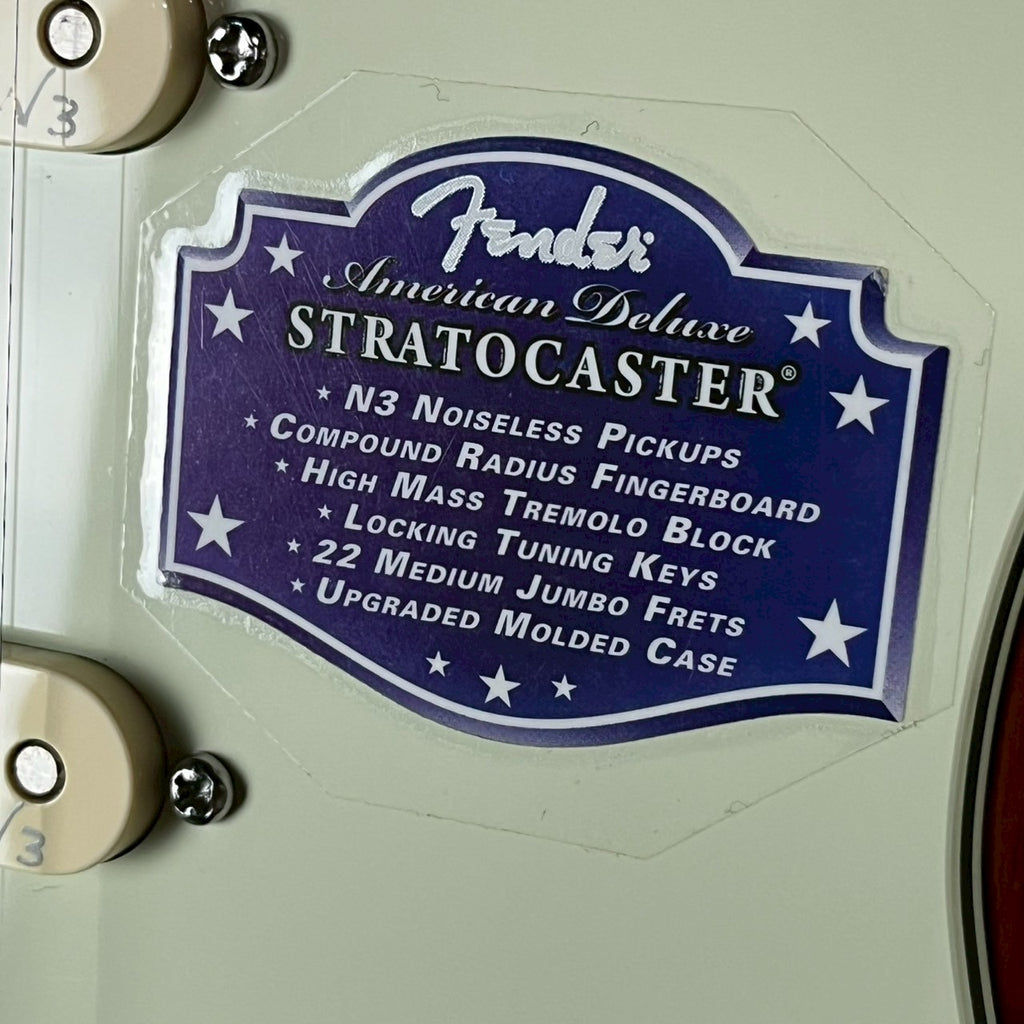 N3
Fender
American Deluxe
STRATOCASTER®
★ N3 NOISELESS PICKUPS
★ COMPOUND RADIUS FINGERBOARD
★ HIGH MASS TREMOLO BLOCK
★ LOCKING TUNING KEYS
★ 22 MEDIUM JUMBO FRETS
★ UPGRADED MOLDED CASE
3